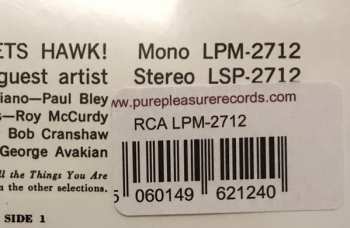 ETS HAWK! Mono LPM-2712
guest artist Stereo LSP-2712
iano—Paul Bley
s—Roy McCurdy
Bob Cranshaw
George Avakian
ll the Things You Are
n the other selections.
SIDE 1
www.purepleasurerecords.com
RCA LPM-2712
5 060149 621240 >